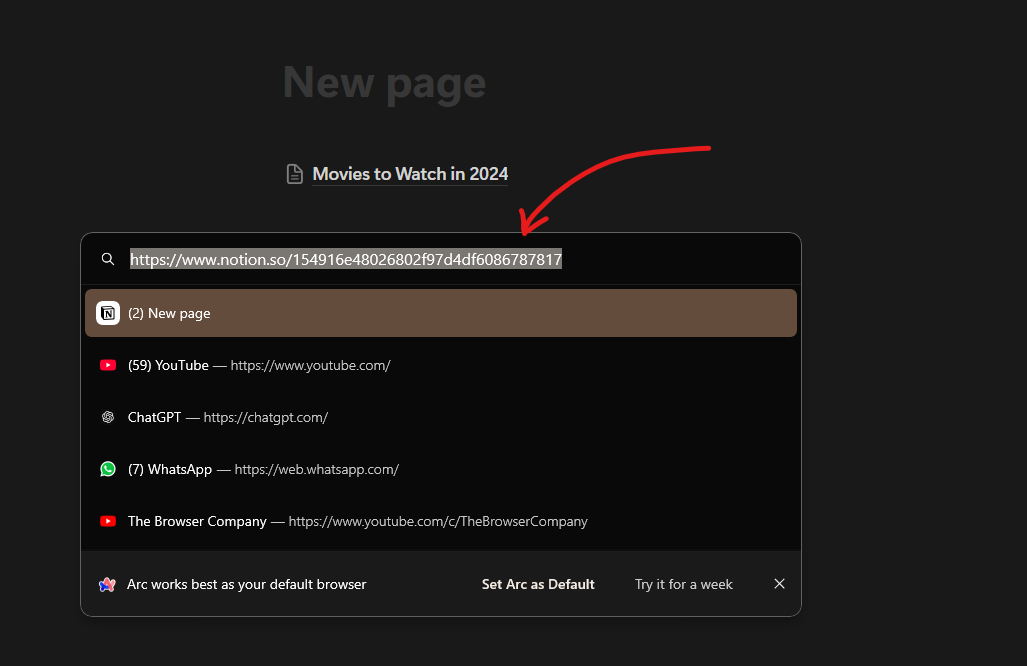 New page
Movies to Watch in 2024
https://www.notion.so/154916e48026802f97d4df6086787817
(2) New page
(59) YouTube — https://www.youtube.com/
ChatGPT — https://chatgpt.com/
(7) WhatsApp — https://web.whatsapp.com/
The Browser Company — https://www.youtube.com/c/TheBrowserCompany
Arc works best as your default browser Set Arc as Default Try it for a week